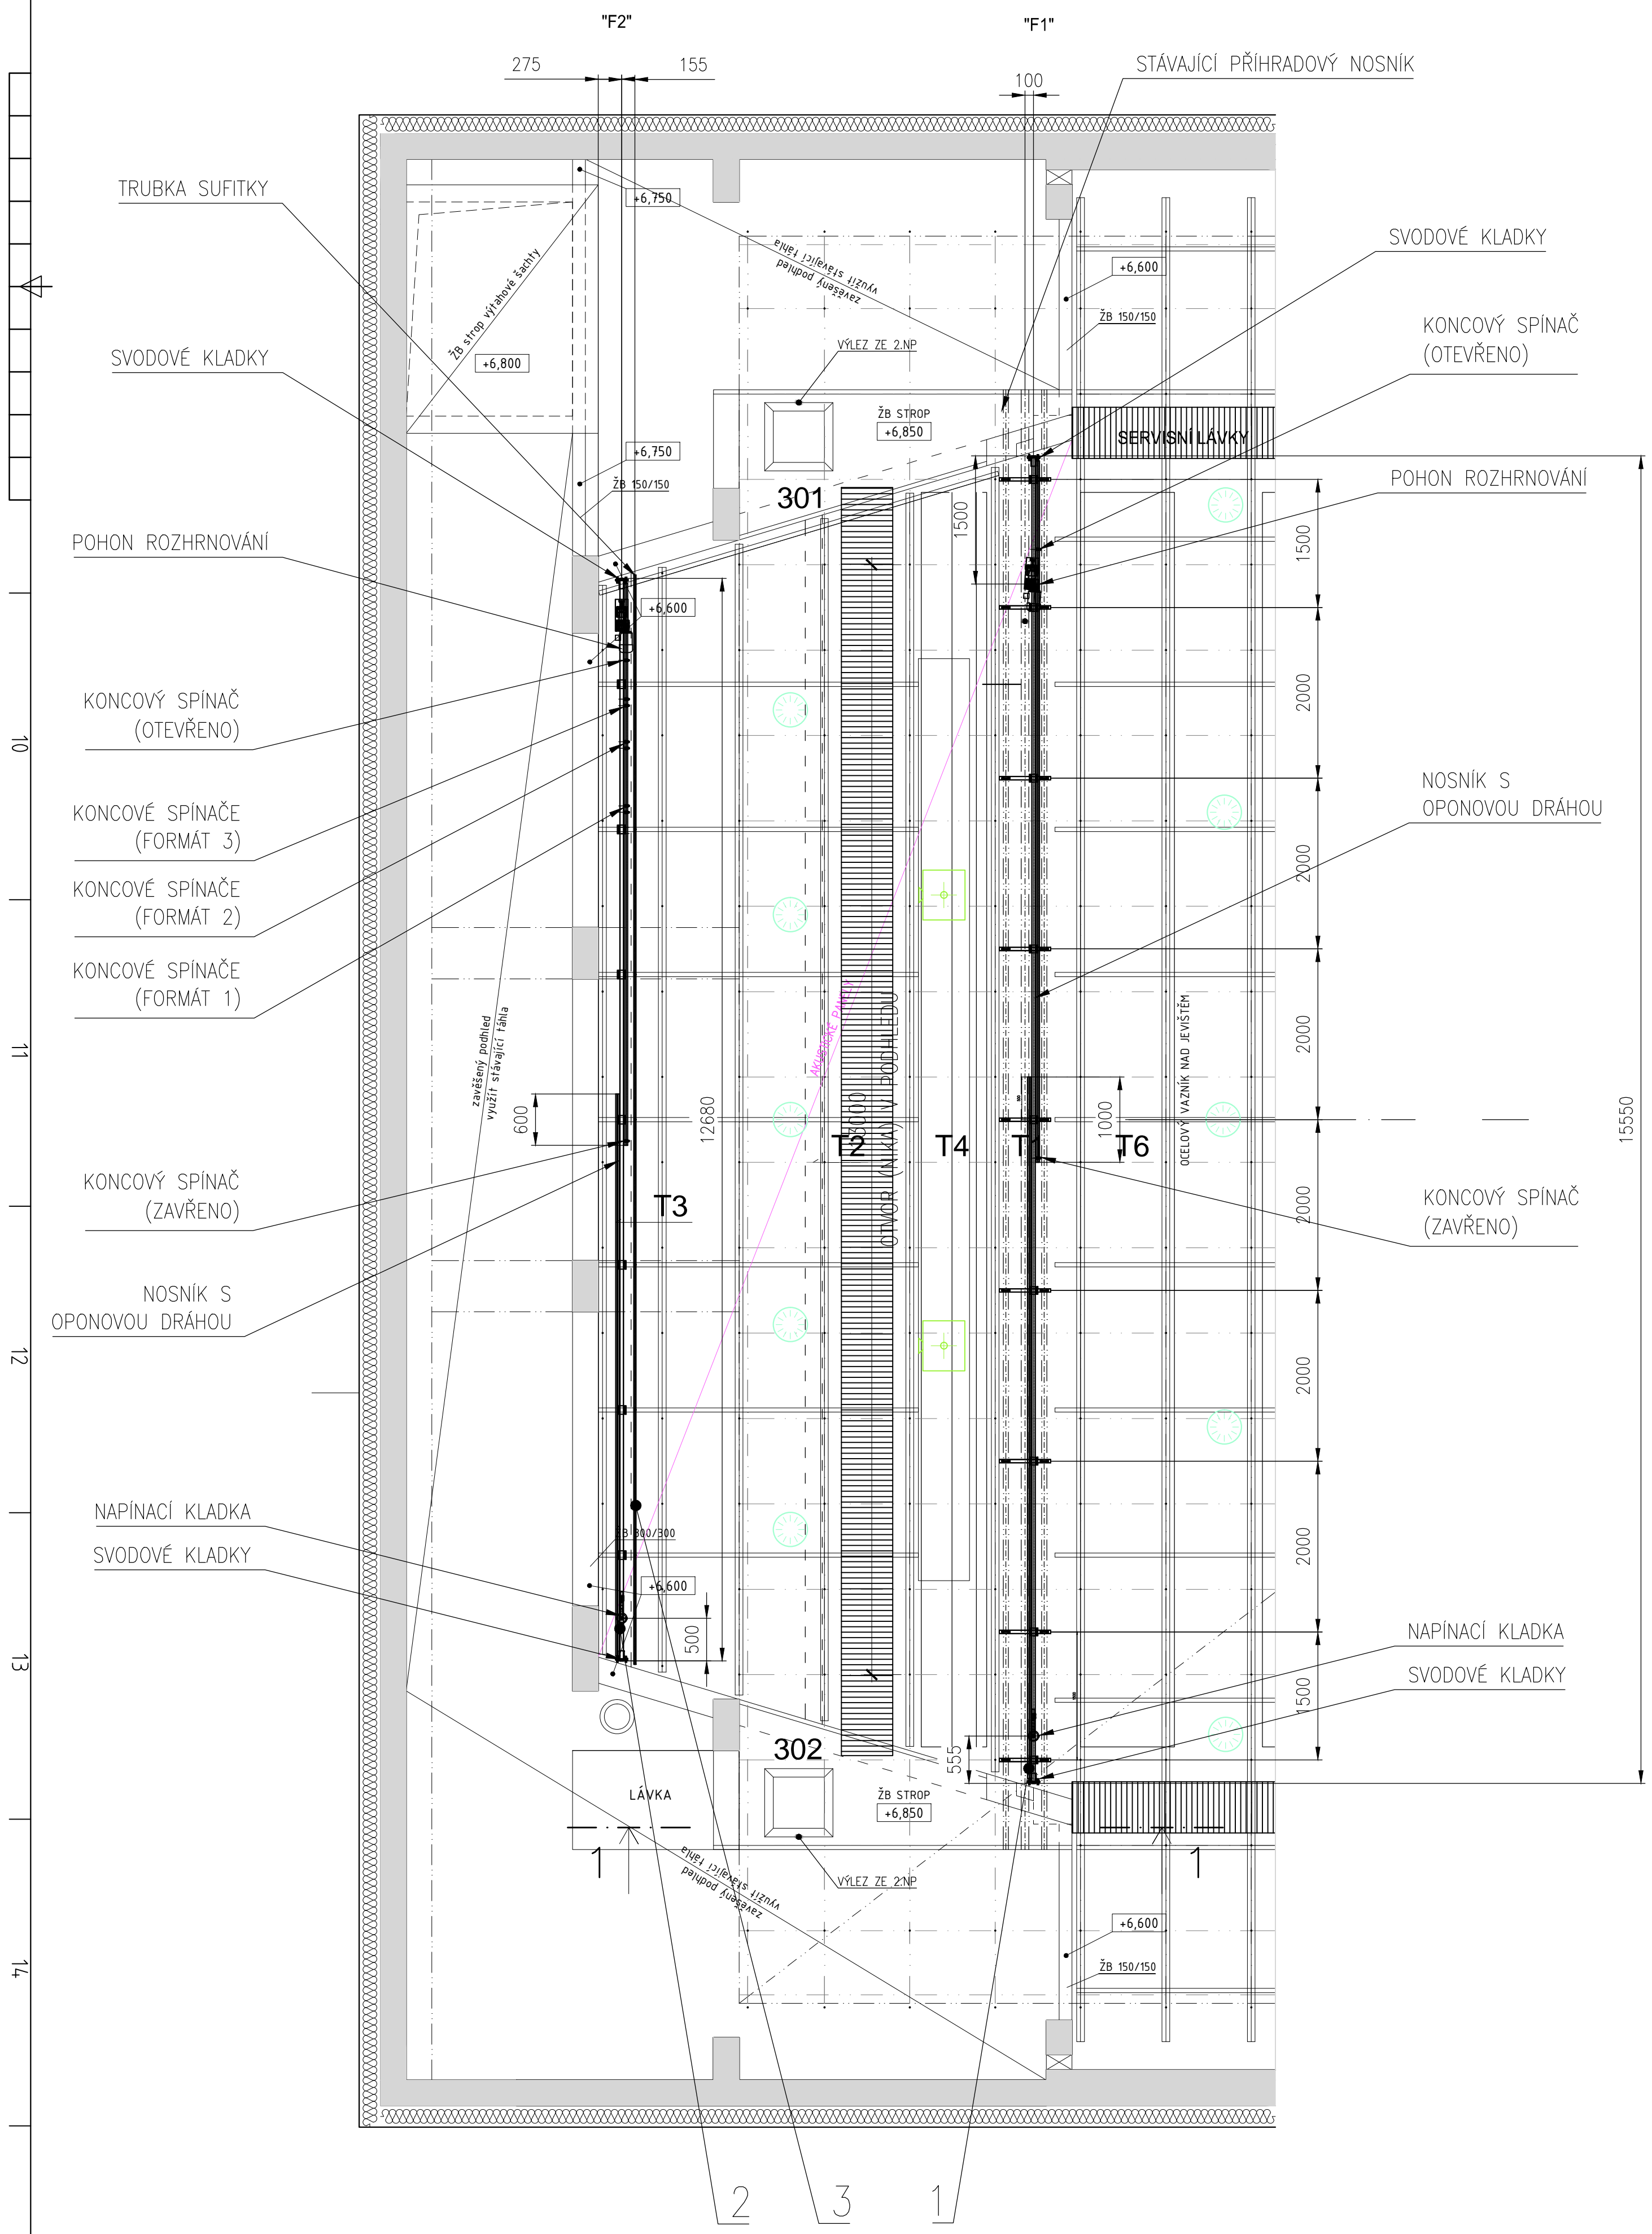 "F2"
"F1"
275
155
100
STÁVAJÍCÍ PŘÍHRADOVÝ NOSNÍK
TRUBKA SUFITKY
+6,750
využít stávající táhla
zavěšený podhled
SVODOVÉ KLADKY
+6,600
ŽB 150/150
ŽB strop výtahové šachty
+6,800
SVODOVÉ KLADKY
VÝLEZ ZE 2.NP
KONCOVÝ SPÍNAČ
(OTEVŘENO)
ŽB STROP
+6,850
SERVISNÍ LÁVKY
+6,750
ŽB 150/150
301
POHON ROZHRNOVÁNÍ
1500
1500
POHON ROZHRNOVÁNÍ
+6,600
2000
KONCOVÝ SPÍNAČ
(OTEVŘENO)
10
NOSNÍK S
OPONOVOU DRÁHOU
KONCOVÉ SPÍNAČE
(FORMÁT 3)
2000
KONCOVÉ SPÍNAČE
(FORMÁT 2)
KONCOVÉ SPÍNAČE
(FORMÁT 1)
AKUSTICKÉ PANELY
OTVOR (NIKA) V PODHLEDU
OCELOVÝ VAZNÍK NAD JEVIŠTĚM
2000
11
zavěšený podhled
využít stávající táhla
600
12680
13000
1000
15550
T2
T4
T1
T6
KONCOVÝ SPÍNAČ
(ZAVŘENO)
T3
2000
KONCOVÝ SPÍNAČ
(ZAVŘENO)
NOSNÍK S
OPONOVOU DRÁHOU
12
2000
NAPÍNACÍ KLADKA
SVODOVÉ KLADKY
ŽB 300/300
2000
+6,600
500
13
NAPÍNACÍ KLADKA
SVODOVÉ KLADKY
1500
302
555
LÁVKA
ŽB STROP
+6,850
1
1
využít stávající táhla
zavěšený podhled
VÝLEZ ZE 2.NP
+6,600
ŽB 150/150
14
2
3
1